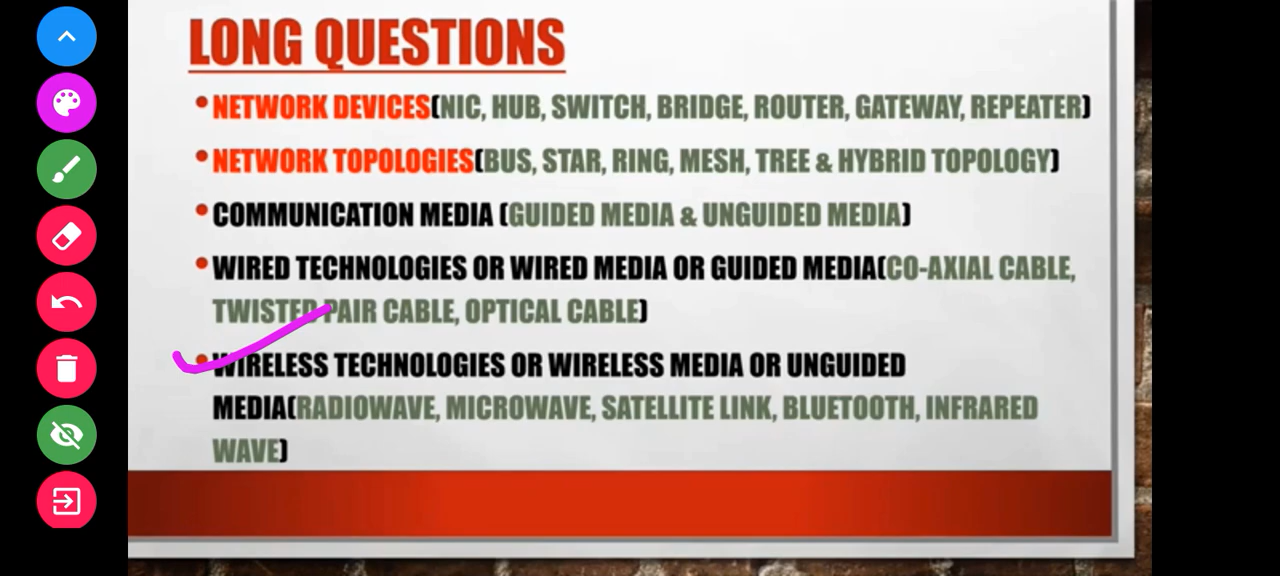 LONG QUESTIONS
•NETWORK DEVICES(NIC, HUB, SWITCH, BRIDGE, ROUTER, GATEWAY, REPEATER)
•NETWORK TOPOLOGIES(BUS, STAR, RING, MESH, TREE & HYBRID TOPOLOGY)
•COMMUNICATION MEDIA (GUIDED MEDIA & UNGUIDED MEDIA)
•WIRED TECHNOLOGIES OR WIRED MEDIA OR GUIDED MEDIA(CO-AXIAL CABLE,
TWISTED PAIR CABLE, OPTICAL CABLE)
•WIRELESS TECHNOLOGIES OR WIRELESS MEDIA OR UNGUIDED
MEDIA(RADIOWAVE, MICROWAVE, SATELLITE LINK, BLUETOOTH, INFRARED
WAVE)